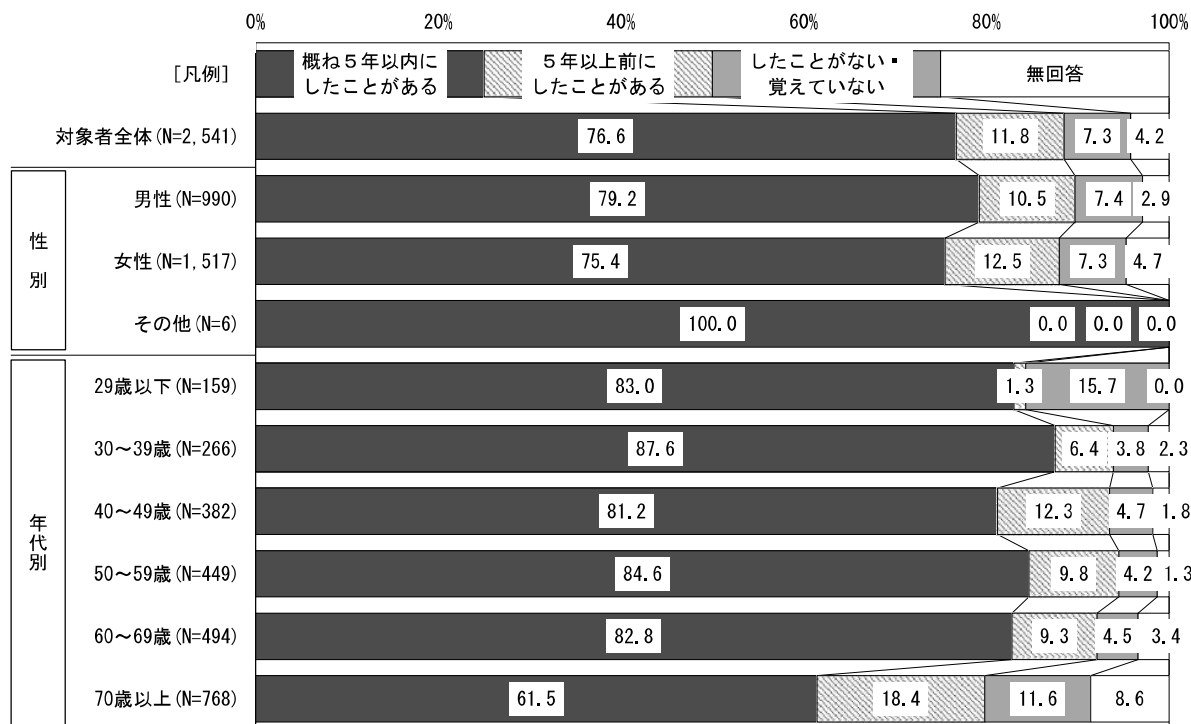 0% 20% 40% 60% 80% 100%
[凡例] 概ね５年以内に ５年以上前に したことがない・ 無回答
したことがある したことがある 覚えていない
対象者全体(N=2,541) 76.6 11.8 7.3 4.2
男性(N=990) 79.2 10.5 7.4 2.9
性別
女性(N=1,517) 75.4 12.5 7.3 4.7
その他(N=6) 100.0 0.0 0.0 0.0
29歳以下(N=159) 83.0 1.3 15.7 0.0
30～39歳(N=266) 87.6 6.4 3.8 2.3
40～49歳(N=382) 81.2 12.3 4.7 1.8
年代別
50～59歳(N=449) 84.6 9.8 4.2 1.3
60～69歳(N=494) 82.8 9.3 4.5 3.4
70歳以上(N=768) 61.5 18.4 11.6 8.6